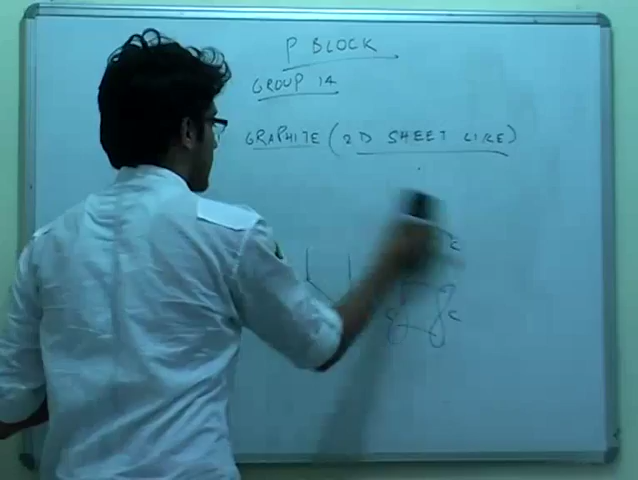 P BLOCK
GROUP 14
GRAPHITE (2D SHEET LIKE)
C
C C